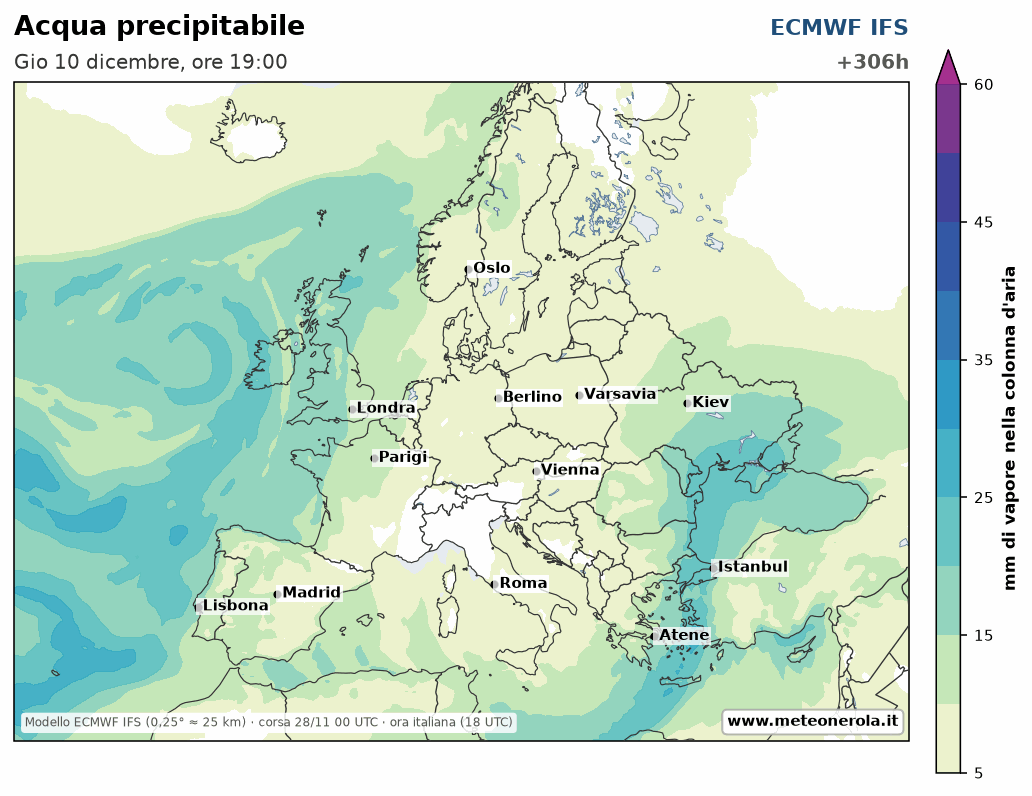 Acqua precipitabile
ECMWF IFS
Gio 10 dicembre, ore 19:00
+306h
60
45
35
25
15
5
mm di vapore nella colonna d'aria
Oslo
Berlino
Varsavia
Kiev
Londra
Parigi
Vienna
Istanbul
Roma
Madrid
Lisbona
Atene
Modello ECMWF IFS (0,25° ≈ 25 km) · corsa 28/11 00 UTC · ora italiana (18 UTC)
www.meteonerola.it